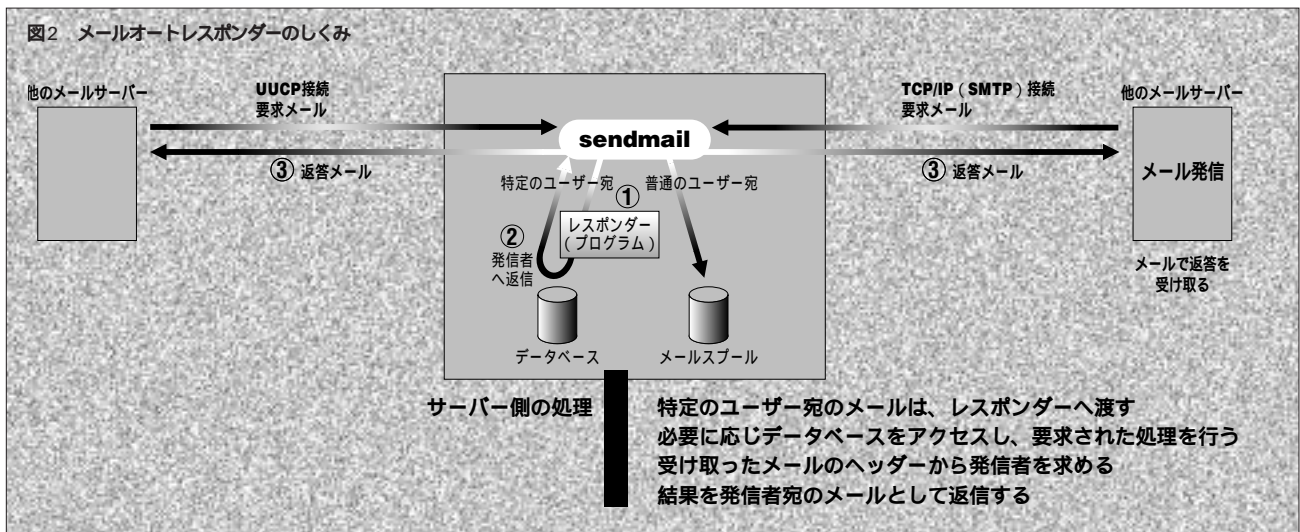 図2　メールオートレスポンダーのしくみ
他のメールサーバー
UUCP接続
要求メール
③ 返答メール
sendmail
TCP/IP（SMTP）接続
要求メール
③ 返答メール
他のメールサーバー
メール発信
メールで返答を
受け取る
特定のユーザー宛
普通のユーザー宛
①
レスポンダー
（プログラム）
②
発信者
へ返信
データベース
メールスプール
サーバー側の処理
特定のユーザー宛のメールは、レスポンダーへ渡す
必要に応じデータベースをアクセスし、要求された処理を行う
受け取ったメールのヘッダーから発信者を求める
結果を発信者宛のメールとして返信する